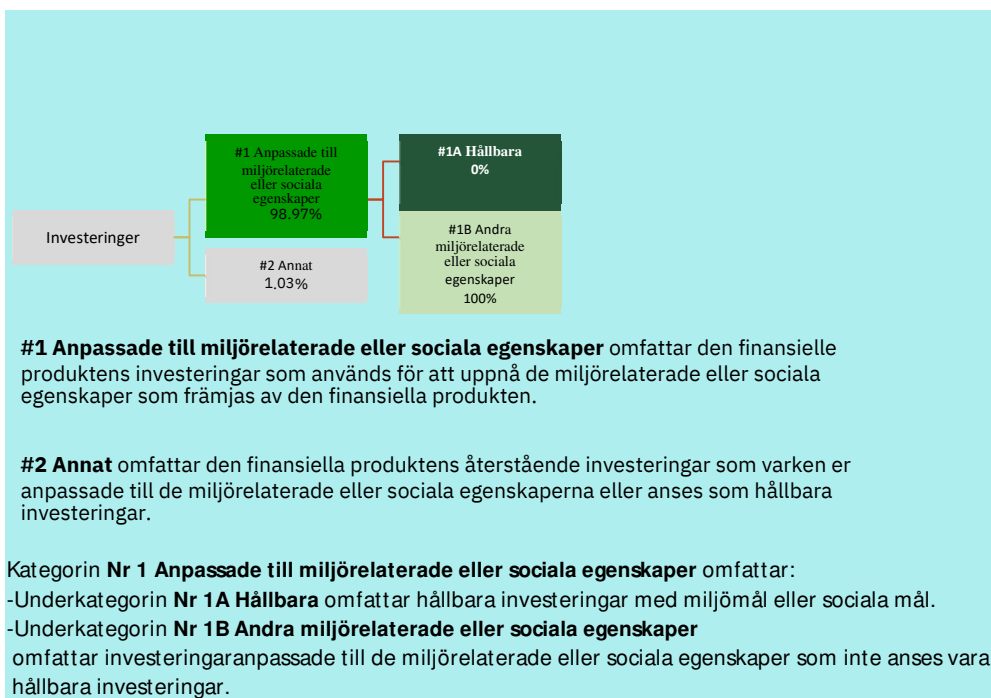 Investeringer
#1 Anpassade till
miljörelaterade
eller sociala
egenskaper
98.97%
#2 Annat
1,03%
#1A Hållbara
0%
#1B Andra
miljörelaterade
eller sociala
egenskaper
100%
#1 Anpassade till miljörelaterade eller sociala egenskaper omfattar den finansielle
produktens investeringar som används för att uppnå de miljörelaterade eller sociala
egenskaper som främjas av den finansiella produkten.
#2 Annat omfattar den finansiella produktens återstående investeringar som varken er
anpassade till de miljörelaterade eller sociala egenskaperna eller anses som hållbara
investeringar.
Kategorin Nr 1 Anpassade till miljörelaterade eller sociala egenskaper omfattar:
-Underkategorin Nr 1A Hållbara omfattar hållbara investeringar med miljömål eller sociala mål.
-Underkategorin Nr 1B Andra miljörelaterade eller sociala egenskaper
omfattar investeringaranpassade till de miljörelaterade eller sociala egenskaper som inte anses vara
hållbara investeringar.